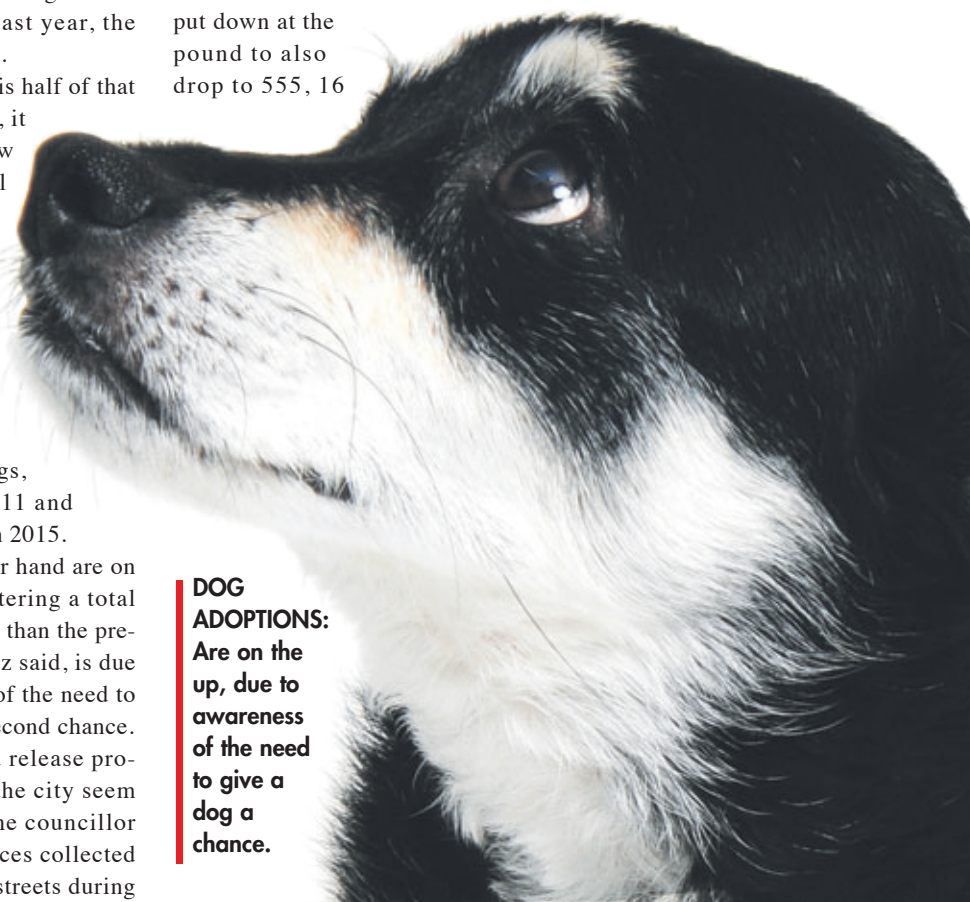 ast year, the
.
is half of that
, it
w
l
gs,
11 and
2015.
r hand are on
tering a total
than the pre-
z said, is due
of the need to
econd chance.
release pro-
he city seem
ne councillor
ces collected
streets during
put down at the
pound to also
drop to 555, 16
DOG
ADOPTIONS:
Are on the
up, due to
awareness
of the need
to give a
dog a
chance.